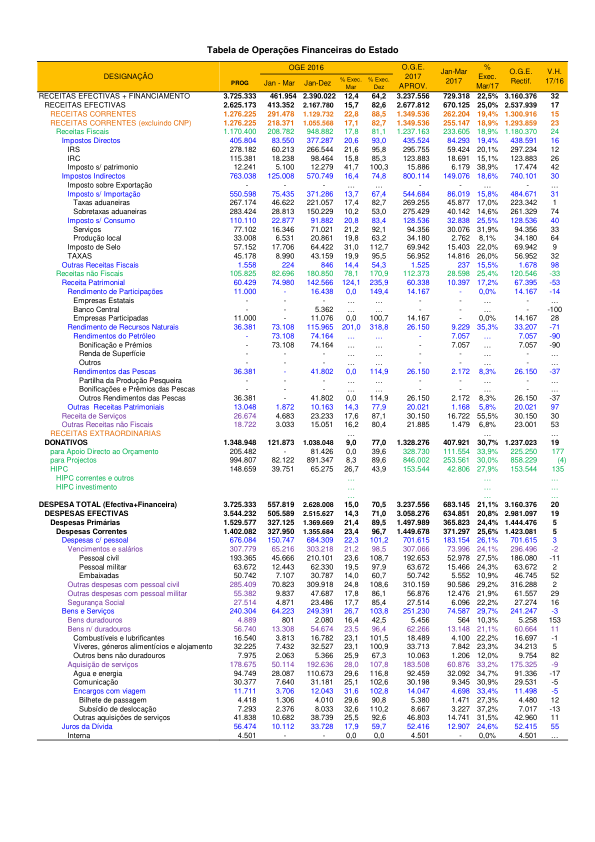 Tabela de Operações Financeiras do Estado
DESIGNAÇÃO OGE 2016 O.G.E. 2017 APROV. Jan-Mar 2017 % Exec. Mar/17 O.G.E. Rectif. V.H. 17/16
PROG Jan - Mar Jan-Dez % Exec. Mar % Exec. Dez
RECEITAS EFECTIVAS + FINANCIAMENTO 3.725.333 461.954 2.390.022 12,4 64,2 3.237.556 729.318 22,5% 3.160.376 32
RECEITAS EFECTIVAS 2.625.173 413.352 2.167.780 15,7 82,6 2.677.812 670.125 25,0% 2.537.939 17
RECEITAS CORRENTES 1.276.225 291.478 1.129.732 22,8 88,5 1.349.536 262.204 19,4% 1.300.916 15
RECEITAS CORRENTES (excluindo CNP) 1.276.225 218.371 1.055.568 17,1 82,7 1.349.536 255.147 18,9% 1.293.859 23
Receitas Fiscais 1.170.400 208.782 948.882 17,8 81,1 1.237.163 233.605 18,9% 1.180.370 24
Impostos Directos 405.804 83.550 377.287 20,6 93,0 435.524 84.293 19,4% 438.591 16
IRS 278.182 60.213 266.544 21,6 95,8 295.755 59.424 20,1% 297.234 12
IRC 115.381 18.238 98.464 15,8 85,3 123.883 18.691 15,1% 123.883 26
Imposto s/ patrimonio 12.241 5.100 12.279 41,7 100,3 15.886 6.179 38,9% 17.474 42
Impostos Indirectos 763.038 125.008 570.749 16,4 74,8 800.114 149.076 18,6% 740.101 30
Imposto sobre Exportação - - - ... ... - - ... - ...
Imposto s/ Importação 550.598 75.435 371.286 13,7 67,4 544.684 86.019 15,8% 484.671 31
Taxas aduaneiras 267.174 46.622 221.057 17,4 82,7 269.255 45.877 17,0% 223.342 1
Sobretaxas aduaneiras 283.424 28.813 150.229 10,2 53,0 275.429 40.142 14,6% 261.329 74
Imposto s/ Consumo 110.110 22.877 91.882 20,8 83,4 128.536 32.838 25,5% 128.536 40
Serviços 77.102 16.346 71.021 21,2 92,1 94.356 30.076 31,9% 94.356 33
Produção local 33.008 6.531 20.861 19,8 63,2 34.180 2.762 8,1% 34.180 64
Imposto de Selo 57.152 17.706 64.422 31,0 112,7 69.942 15.403 22,0% 69.942 9
TAXAS 45.178 8.990 43.159 19,9 95,5 56.952 14.816 26,0% 56.952 32
Outras Receitas Fiscais 1.558 224 846 14,4 54,3 1.525 237 15,5% 1.678 98
Receitas não Fiscais 105.825 82.696 180.850 78,1 170,9 112.373 28.598 25,4% 120.546 -33
Receita Patrimonial 60.429 74.980 142.566 124,1 235,9 60.338 10.397 17,2% 67.395 -53
Rendimento de Participações 11.000 - 16.438 0,0 149,4 14.167 - 0,0% 14.167 -14
Empresas Estatais - - - ... ... - - ... - ...
Banco Central - - 5.362 ... ... - - ... - -100
Empresas Participadas 11.000 - 11.076 0,0 100,7 14.167 - 0,0% 14.167 28
Rendimento de Recursos Naturais 36.381 73.108 115.965 201,0 318,8 26.150 9.229 35,3% 33.207 -71
Rendimentos do Petróleo - 73.108 74.164 ... ... - 7.057 ... 7.057 -90
Bonificação e Prémios - 73.108 74.164 ... ... - 7.057 ... 7.057 -90
Renda de Superfície - - - ... ... - - ... - ...
Outros - - - ... ... - - ... - ...
Rendimentos das Pescas 36.381 - 41.802 0,0 114,9 26.150 2.172 8,3% 26.150 -37
Partilha da Produção Pesqueira - - - ... ... - - ... - ...
Bonificações e Prêmios das Pescas - - - ... ... - - ... - ...
Outros Rendimentos das Pescas 36.381 - 41.802 0,0 114,9 26.150 2.172 8,3% 26.150 -37
Outras Receitas Patrimoniais 13.048 1.872 10.163 14,3 77,9 20.021 1.168 5,8% 20.021 97
Receita de Serviços 26.674 4.683 29.233 17,6 87,1 30.150 16.722 55,5% 30.150 30
Outras Receitas não Fiscais 18.722 3.033 15.051 16,2 80,4 21.885 1.479 6,8% 23.001 53
RECEITAS EXTRAORDINARIAS - - - ... ... - - ... - ...
DONATIVOS 1.348.948 121.873 1.038.048 9,0 77,0 1.328.276 407.921 30,7% 1.237.023 19
para Apoio Directo Ao Orçamento 205.482 - 81.426 0,0 39,6 328.730 111.554 33,9% 225.250 177
para Projectos 994.807 82.122 891.347 8,3 89,6 846.002 253.561 30,0% 858.229 (4)
HIPC 148.659 39.751 65.275 26,7 43,9 153.544 42.806 27,9% 153.544 135
HIPC correntes e outros ... ... ...
HIPC investimento ... ... ...
DESPESA TOTAL (Efectiva+Financeira) 3.725.333 557.819 2.628.008 15,0 70,5 3.237.556 683.145 21,1% 3.160.376 20
DESPESAS EFECTIVAS 3.544.232 505.589 2.515.627 14,3 71,0 3.058.276 634.851 20,8% 2.981.097 19
Despesas Primárias 1.529.577 327.125 1.369.669 21,4 89,5 1.497.989 365.823 24,4% 1.444.476 5
Despesas Correntes 1.402.082 327.950 1.355.684 23,4 96,7 1.449.678 371.297 25,6% 1.423.081 5
Despesas c/ pessoal 676.084 150.747 684.309 22,3 101,2 701.615 183.154 26,1% 701.615 3
Vencimentos e salários 307.779 65.216 303.218 21,2 98,5 307.066 73.996 24,1% 296.496 -2
Pessoal civil 193.365 45.666 210.101 23,6 108,7 192.653 52.978 27,5% 186.080 -11
Pessoal militar 63.672 12.443 62.330 19,5 97,9 63.672 15.466 24,3% 63.672 2
Embaixadas 50.742 7.107 30.787 14,0 60,7 50.742 5.552 10,9% 46.745 52
Outras despesas com pessoal civil 285.409 70.823 309.918 24,8 108,6 310.159 90.586 29,2% 316.288 2
Outras despesas com pessoal militar 55.382 9.837 47.687 17,8 86,1 56.876 12.476 21,9% 61.557 29
Segurança Social 27.514 4.871 23.486 17,7 85,4 27.514 6.096 22,2% 27.274 16
Bens e Serviços 240.304 64.223 249.391 26,7 103,8 251.230 74.587 29,7% 241.247 -3
Bens duradouros 4.889 801 2.080 16,4 42,5 5.456 564 10,3% 5.258 153
Bens n/ duradouros 56.740 13.308 54.674 23,5 96,4 62.266 13.148 21,1% 60.664 11
Combustíveis e lubrificantes 16.540 3.813 16.782 23,1 101,5 18.489 4.100 22,2% 16.697 -1
Víveres, géneros alimentícios e alojamento 32.225 7.432 32.527 23,1 100,9 33.713 7.842 23,3% 34.213 5
Outros bens não duradouros 7.975 2.063 5.366 25,9 67,3 10.063 1.206 12,0% 9.754 82
Aquisição de serviços 178.675 50.114 192.636 28,0 107,8 183.508 60.876 33,2% 175.325 -9
Agua e energia 94.749 28.087 110.673 29,6 116,8 92.459 32.092 34,7% 91.336 -17
Comunicação 30.377 7.640 31.181 25,1 102,6 30.198 9.345 30,9% 29.531 -5
Encargos com viagem 11.711 3.706 12.043 31,6 102,8 14.047 4.698 33,4% 11.498 -5
Bilhete de passagem 4.418 1.306 4.010 29,6 90,8 5.380 1.471 27,3% 4.480 12
Subsídio de deslocação 7.293 2.376 8.033 32,6 110,2 8.667 3.227 37,2% 7.017 -13
Outras aquisições de serviços 41.838 10.682 38.739 25,5 92,6 46.803 14.741 31,5% 42.960 11
Juros da Dívida 56.474 10.112 33.728 17,9 59,7 52.416 12.907 24,6% 52.415 55
Interna 4.501 - - 0,0 0,0 4.501 - 0,0% 4.501 ...